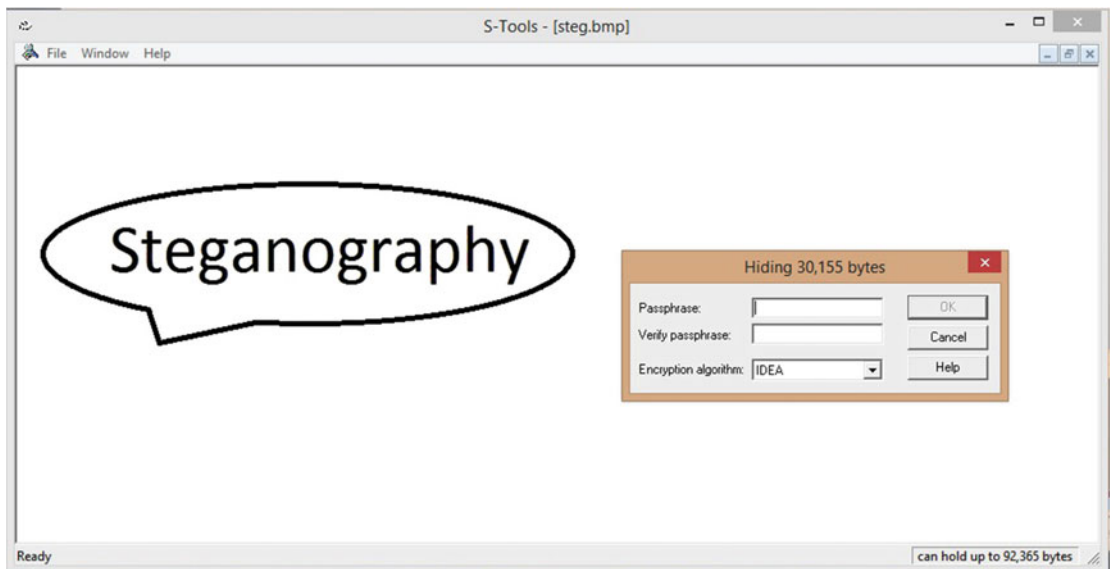 S-Tools - [steg.bmp]
File Window Help
Steganography
Hiding 30,155 bytes
Passphrase:
OK
Verify passphrase:
Cancel
Encryption algorithm: IDEA
Help
Ready
can hold up to 92,365 bytes